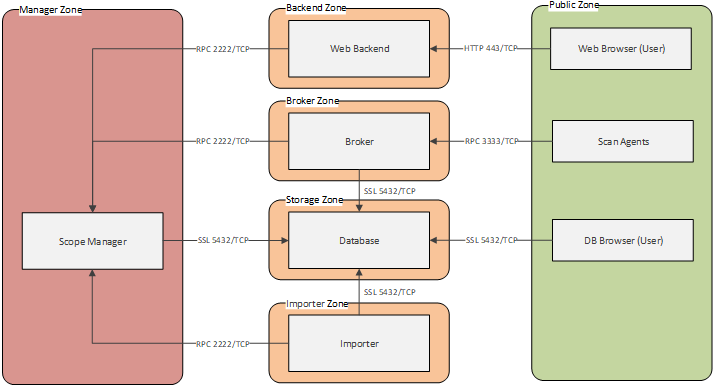 Manager Zone
Backend Zone
Public Zone
RPC 2222/TCP
Web Backend
HTTP 443/TCP
Web Browser (User)
Broker Zone
RPC 2222/TCP
Broker
RPC 3333/TCP
Scan Agents
SSL 5432/TCP
Storage Zone
Scope Manager
SSL 5432/TCP
Database
SSL 5432/TCP
DB Browser (User)
SSL 5432/TCP
Importer Zone
RPC 2222/TCP
Importer